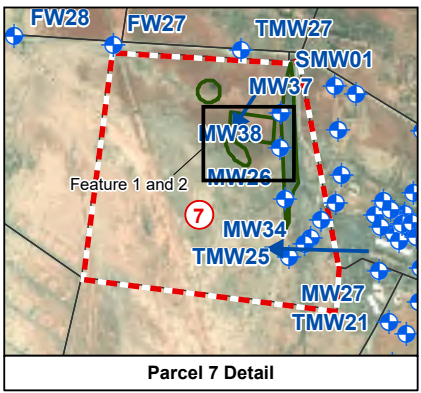 FW28
FW27
TMW27
SMW01
MW37
MW38
MW26
Feature 1 and 2
7
MW34
TMW25
MW27
TMW21
Parcel 7 Detail